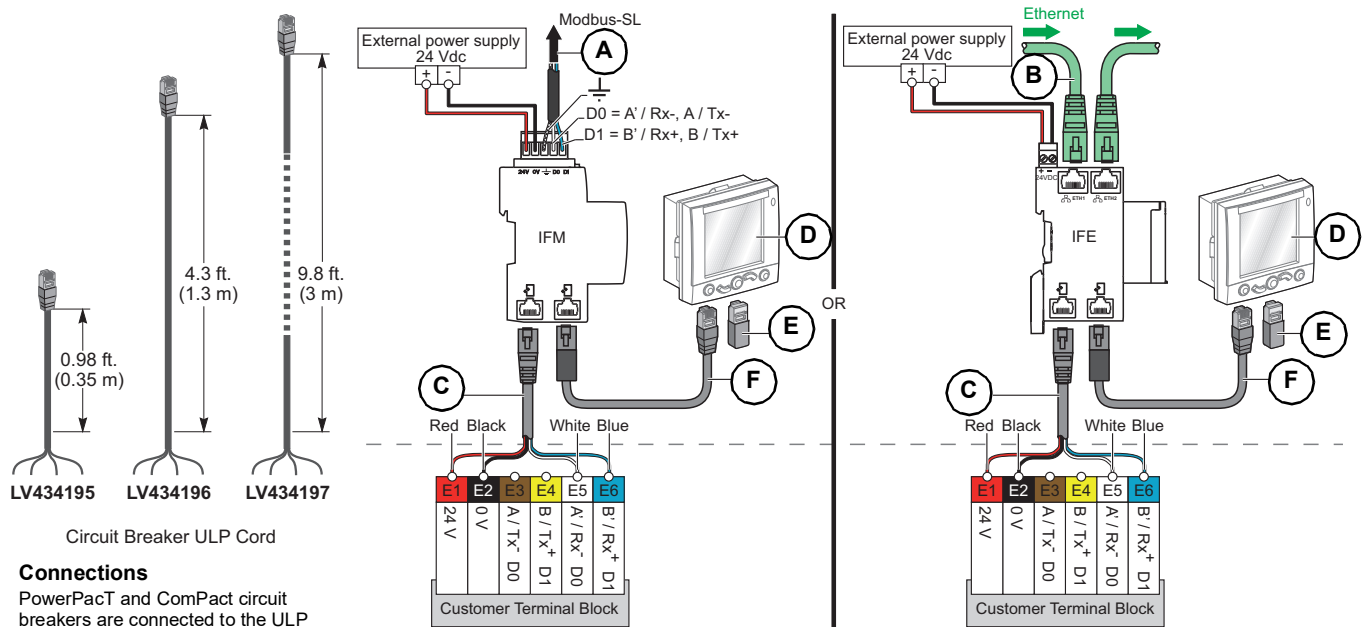 0.98 ft.
(0.35 m)
4.3 ft.
(1.3 m)
9.8 ft.
(3 m)
LV434195
LV434196
LV434197
Circuit Breaker ULP Cord
Connections
PowerPacT and ComPact circuit
breakers are connected to the ULP
Modbus-SL
External power supply
24 Vdc
+ -
A
D0 = A' / Rx-, A / Tx-
D1 = B' / Rx+, B / Tx+
24V 0V D0 D1
IFM
D
E
C
F
Red Black White Blue
E1 E2 E3 E4 E5 E6
24 V
0 V
A / Tx- D0
B / Tx+ D1
A' / Rx- D0
B' / Rx+ D1
Customer Terminal Block
OR
Ethernet
External power supply
24 Vdc
+ -
B
+ -
24VDC
ETH1 ETH2
IFE
D
E
C
F
Red Black White Blue
E1 E2 E3 E4 E5 E6
24 V
0 V
A / Tx- D0
B / Tx+ D1
A' / Rx- D0
B' / Rx+ D1
Customer Terminal Block